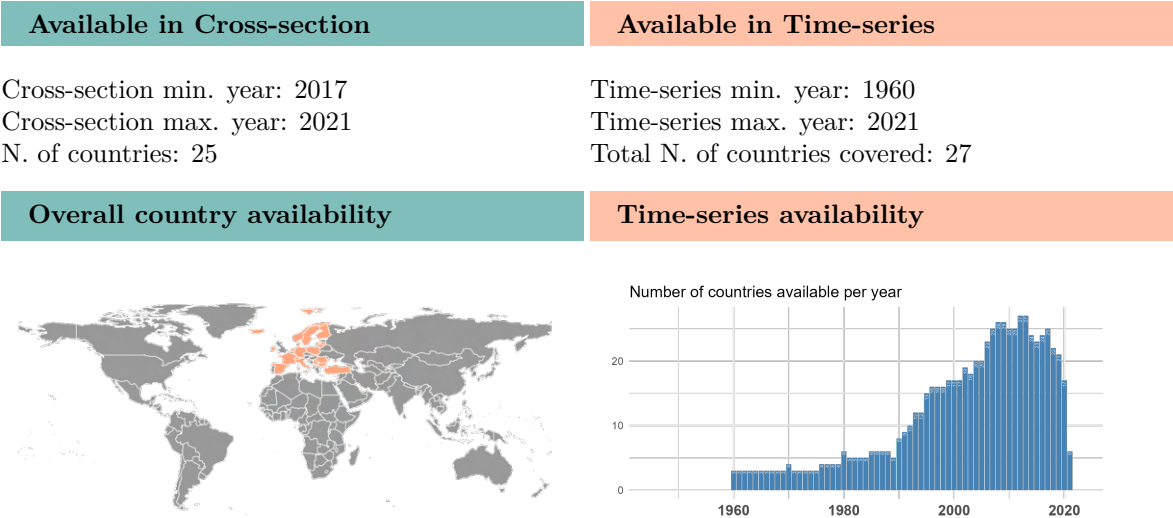 Available in Cross-section
Available in Time-series
Cross-section min. year: 2017
Cross-section max. year: 2021
N. of countries: 25
Time-series min. year: 1960
Time-series max. year: 2021
Total N. of countries covered: 27
Overall country availability
Time-series availability
Number of countries available per year
20
10
0
1960
1980
2000
2020